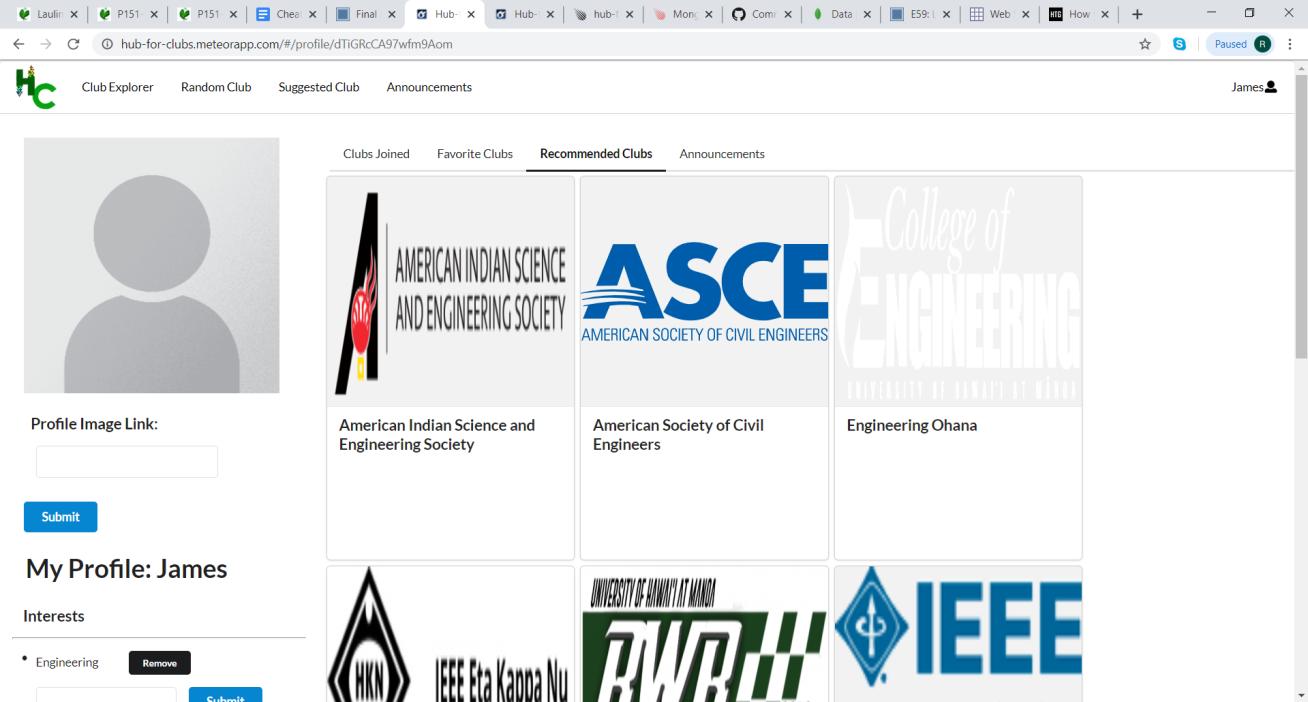 Laulin
P151-
P151
Cheat
Final
Hub-
Hub-
hub-f
Mong
Comm
Data
E59: L
Web
HTG How
hub-for-clubs.meteorapp.com/#/profile/dTiGRcCA97wfm9Aom
Paused R
HC
Club Explorer Random Club Suggested Club Announcements
James
Clubs Joined Favorite Clubs Recommended Clubs Announcements
AMERICAN INDIAN SCIENCE
AND ENGINEERING SOCIETY
ASCE
AMERICAN SOCIETY OF CIVIL ENGINEERS
College of
ENGINEERING
UNIVERSITY OF HAWAI'I AT MĀNOA
American Indian Science and
Engineering Society
American Society of Civil
Engineers
Engineering Ohana
Profile Image Link:
Submit
My Profile: James
Interests
Engineering Remove
Submit
HKN
IEEE Eta Kappa Nu
UNIVERSITY OF HAWAI'I AT MANOA
IEEE